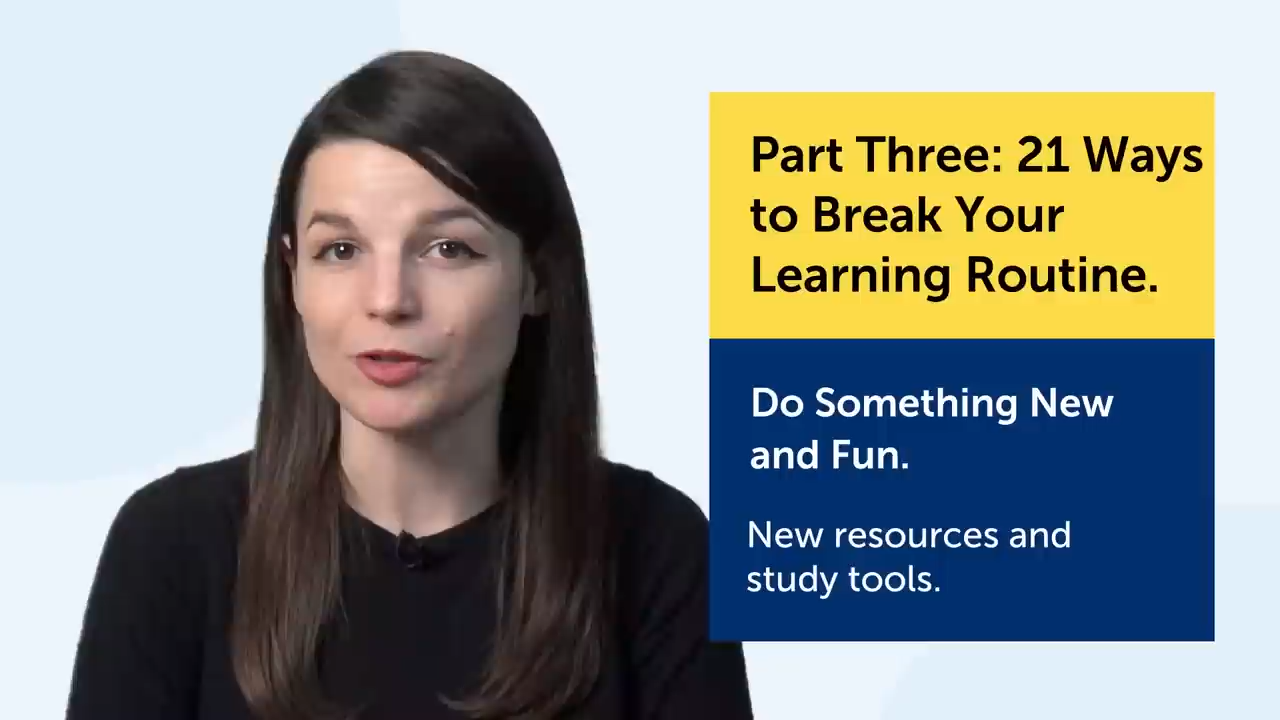 Part Three: 21 Ways
to Break Your
Learning Routine.
Do Something New
and Fun.
New resources and
study tools.